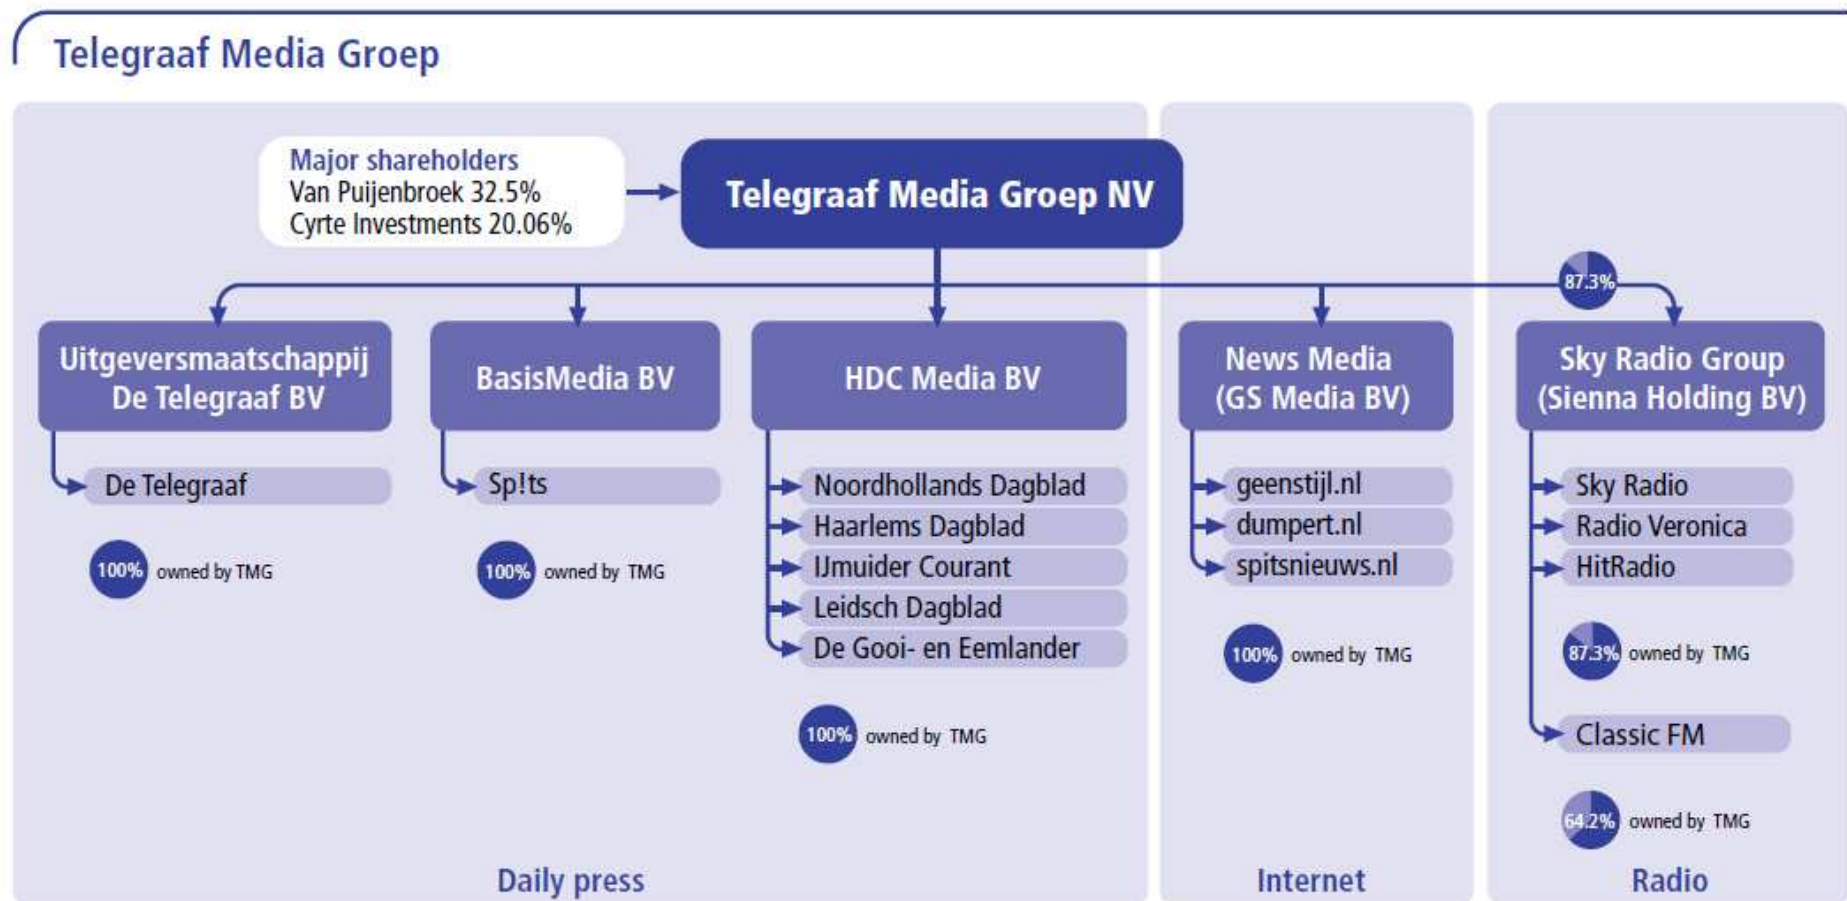 Telegraaf Media Groep
Major shareholders
Van Puijenbroek 32.5%
Cyrte Investments 20.06%
Telegraaf Media Groep NV
87.3%
Uitgeversmaatschappij
De Telegraaf BV
De Telegraaf
100% owned by TMG
BasisMedia BV
Sp!ts
100% owned by TMG
HDC Media BV
Noordhollands Dagblad
Haarlems Dagblad
IJmuider Courant
Leidsch Dagblad
De Gooi- en Eemlander
100% owned by TMG
Daily press
News Media
(GS Media BV)
geenstijl.nl
dumpert.nl
spitsnieuws.nl
100% owned by TMG
Internet
Sky Radio Group
(Sienna Holding BV)
Sky Radio
Radio Veronica
HitRadio
87.3% owned by TMG
Classic FM
64.2% owned by TMG
Radio